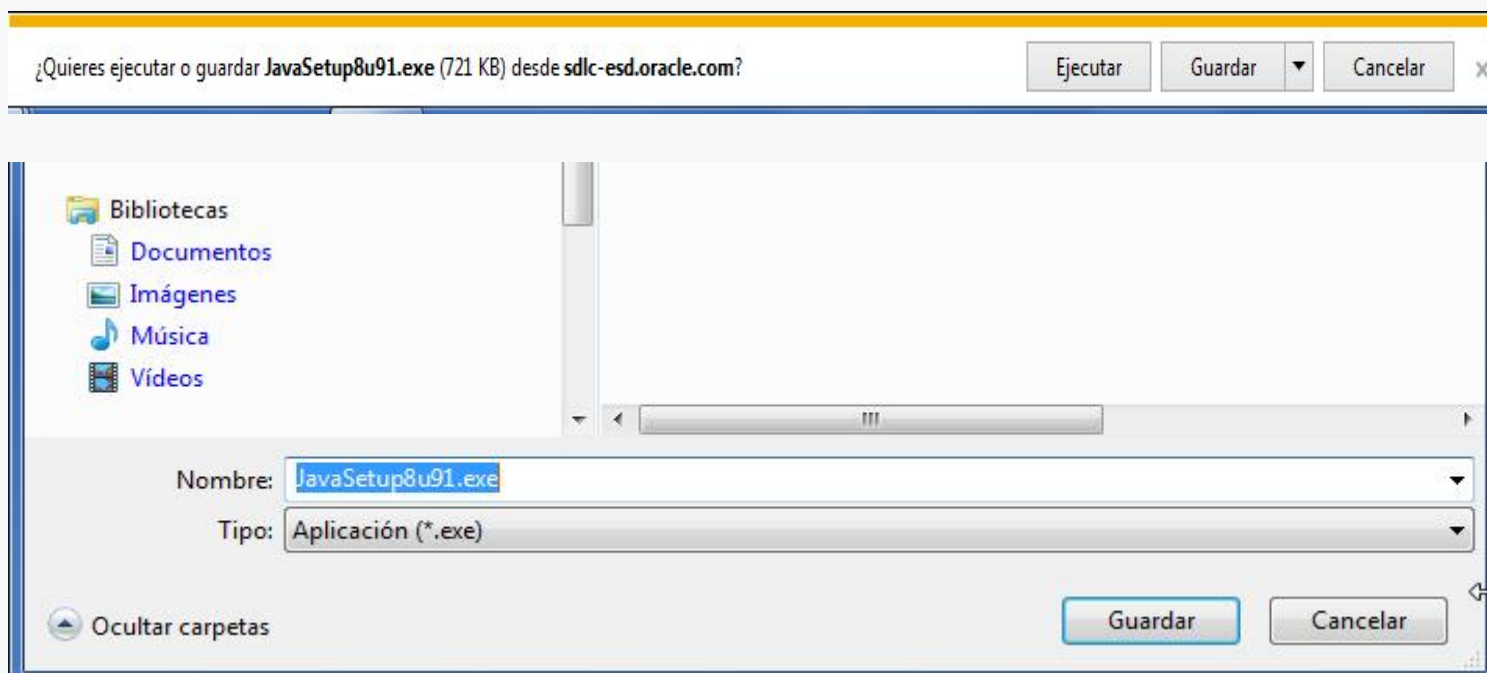 ¿Quieres ejecutar o guardar JavaSetup8u91.exe (721 KB) desde sdlc-esd.oracle.com?
Ejecutar
Guardar
Cancelar
x
Bibliotecas
Documentos
Imágenes
Música
Vídeos
Nombre: JavaSetup8u91.exe
Tipo: Aplicación (*.exe)
Ocultar carpetas
Guardar
Cancelar